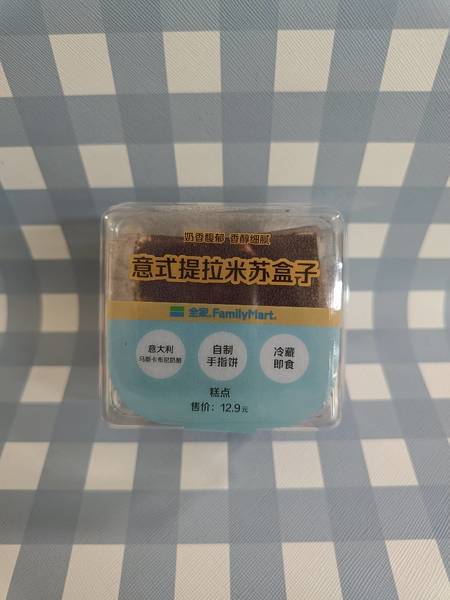 奶香馥郁 香醇细腻
意式提拉米苏盒子
全家 FamilyMart.
意大利
马斯卡布尼奶酪
自制
手指饼
冷藏
即食
糕点
售价：12.9元